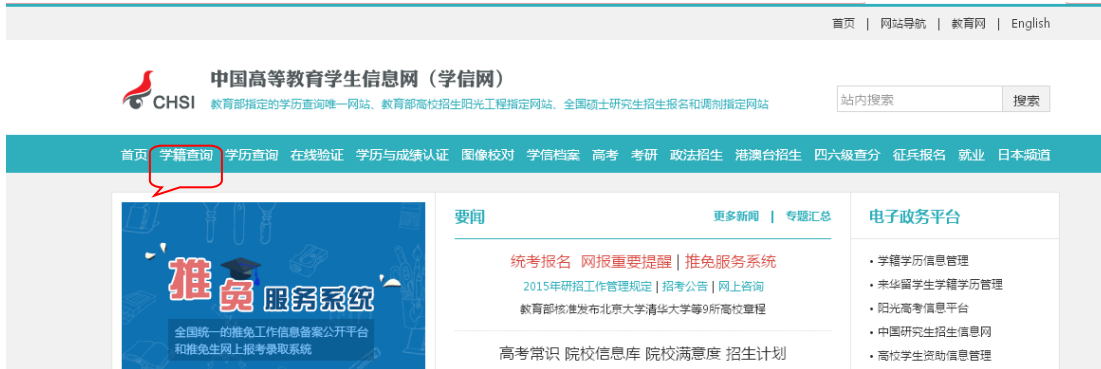 首页 | 网站导航 | 教育网 | English
CHSI
中国高等教育学生信息网（学信网）
教育部指定的学历查询唯一网站、教育部高校招生阳光工程指定网站、全国硕士研究生招生报名和调剂指定网站
站内搜索 搜索
首页 学籍查询 学历查询 在线验证 学历与成绩认证 图像校对 学信档案 高考 考研 政法招生 港澳台招生 四六级查分 征兵报名 就业 日本频道
推免服务系统
全国统一的推免工作信息备案公开平台
和推免生网上报考录取系统
要闻 更多新闻 | 专题汇总
统考报名 网报重要提醒 | 推免服务系统
2015年研招工作管理规定 | 招考公告 | 网上咨询
教育部核准发布北京大学清华大学等9所高校章程
高考常识 院校信息库 院校满意度 招生计划
电子政务平台
• 学籍学历信息管理
• 来华留学生学籍学历管理
• 阳光高考信息平台
• 中国研究生招生信息网
• 高校学生资助信息管理